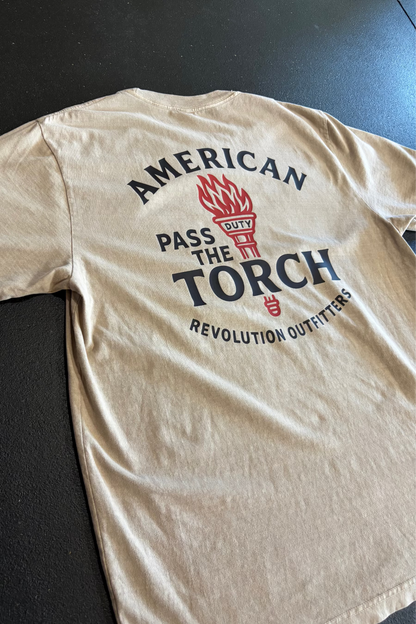 AMERICAN
DUTY
PASS
THE
TORCH
REVOLUTION OUTFITTERS